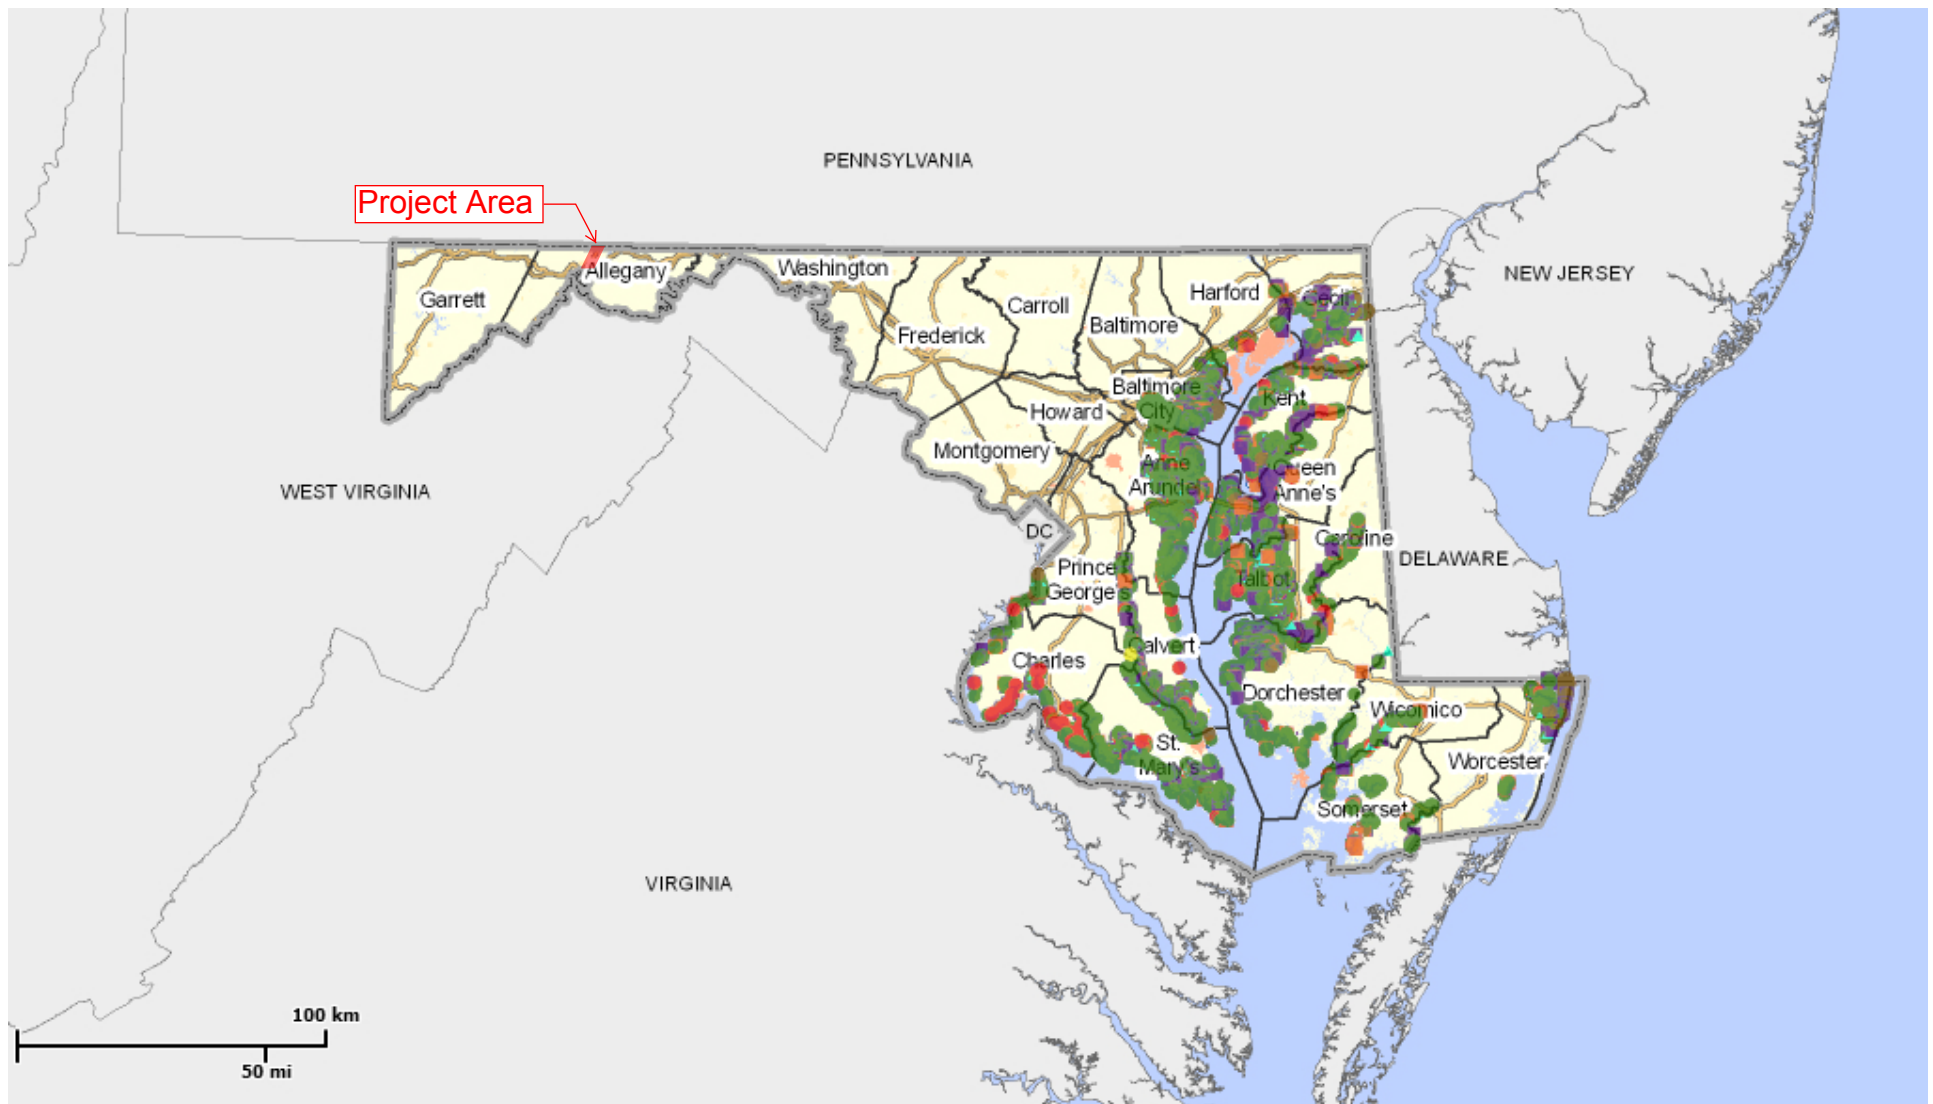 PENNSYLVANIA
Project Area
Allegany
Washington
NEW JERSEY
Garrett
Harford
Cecil
Carroll
Baltimore
Frederick
Baltimore
City
Kent
Howard
Montgomery
Anne
Arundel
Queen
Anne's
WEST VIRGINIA
DC
Caroline
DELAWARE
Prince
George's
Talbot
Calvert
Charles
Dorchester
Wicomico
St.
Mary's
Worcester
Somerset
VIRGINIA
100 km
50 mi